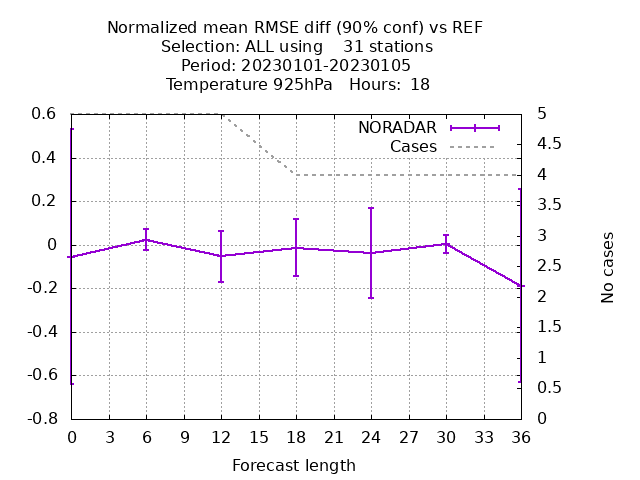 Normalized mean RMSE diff (90% conf) vs REF
Selection: ALL using    31 stations
Period: 20230101-20230105
Temperature 925hPa   Hours:  18
NORADAR
Cases
0.6
0.4
0.2
0
-0.2
-0.4
-0.6
-0.8
5
4.5
4
3.5
3
2.5
2
1.5
1
0.5
0
No cases
0 3 6 9 12 15 18 21 24 27 30 33 36
Forecast length